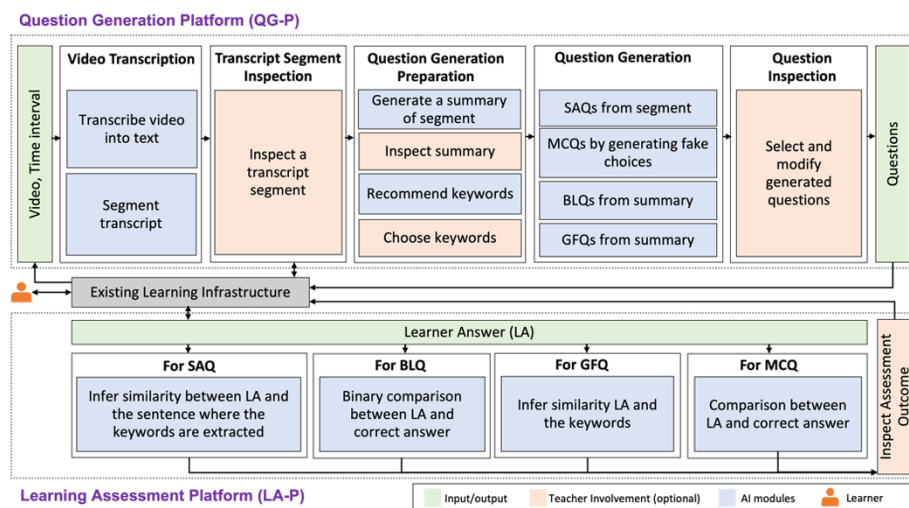 Question Generation Platform (QG-P)
Video, Time interval
Video Transcription
Transcribe video
into text
Segment
transcript
Transcript Segment
Inspection
Inspect a
transcript
segment
Question Generation
Preparation
Generate a summary
of segment
Inspect summary
Recommend keywords
Choose keywords
Question Generation
SAQs from segment
MCQs by generating fake
choices
BLQs from summary
GFQs from summary
Question
Inspection
Select and
modify
generated
questions
Questions
Existing Learning Infrastructure
Learner Answer (LA)
For SAQ
Infer similarity between LA and
the sentence where the
keywords are extracted
For BLQ
Binary comparison
between LA and
correct answer
For GFQ
Infer similarity LA and
the keywords
For MCQ
Comparison between
LA and correct answer
Inspect Assessment
Outcome
Learning Assessment Platform (LA-P)
Input/output
Teacher Involvement (optional)
AI modules
Learner